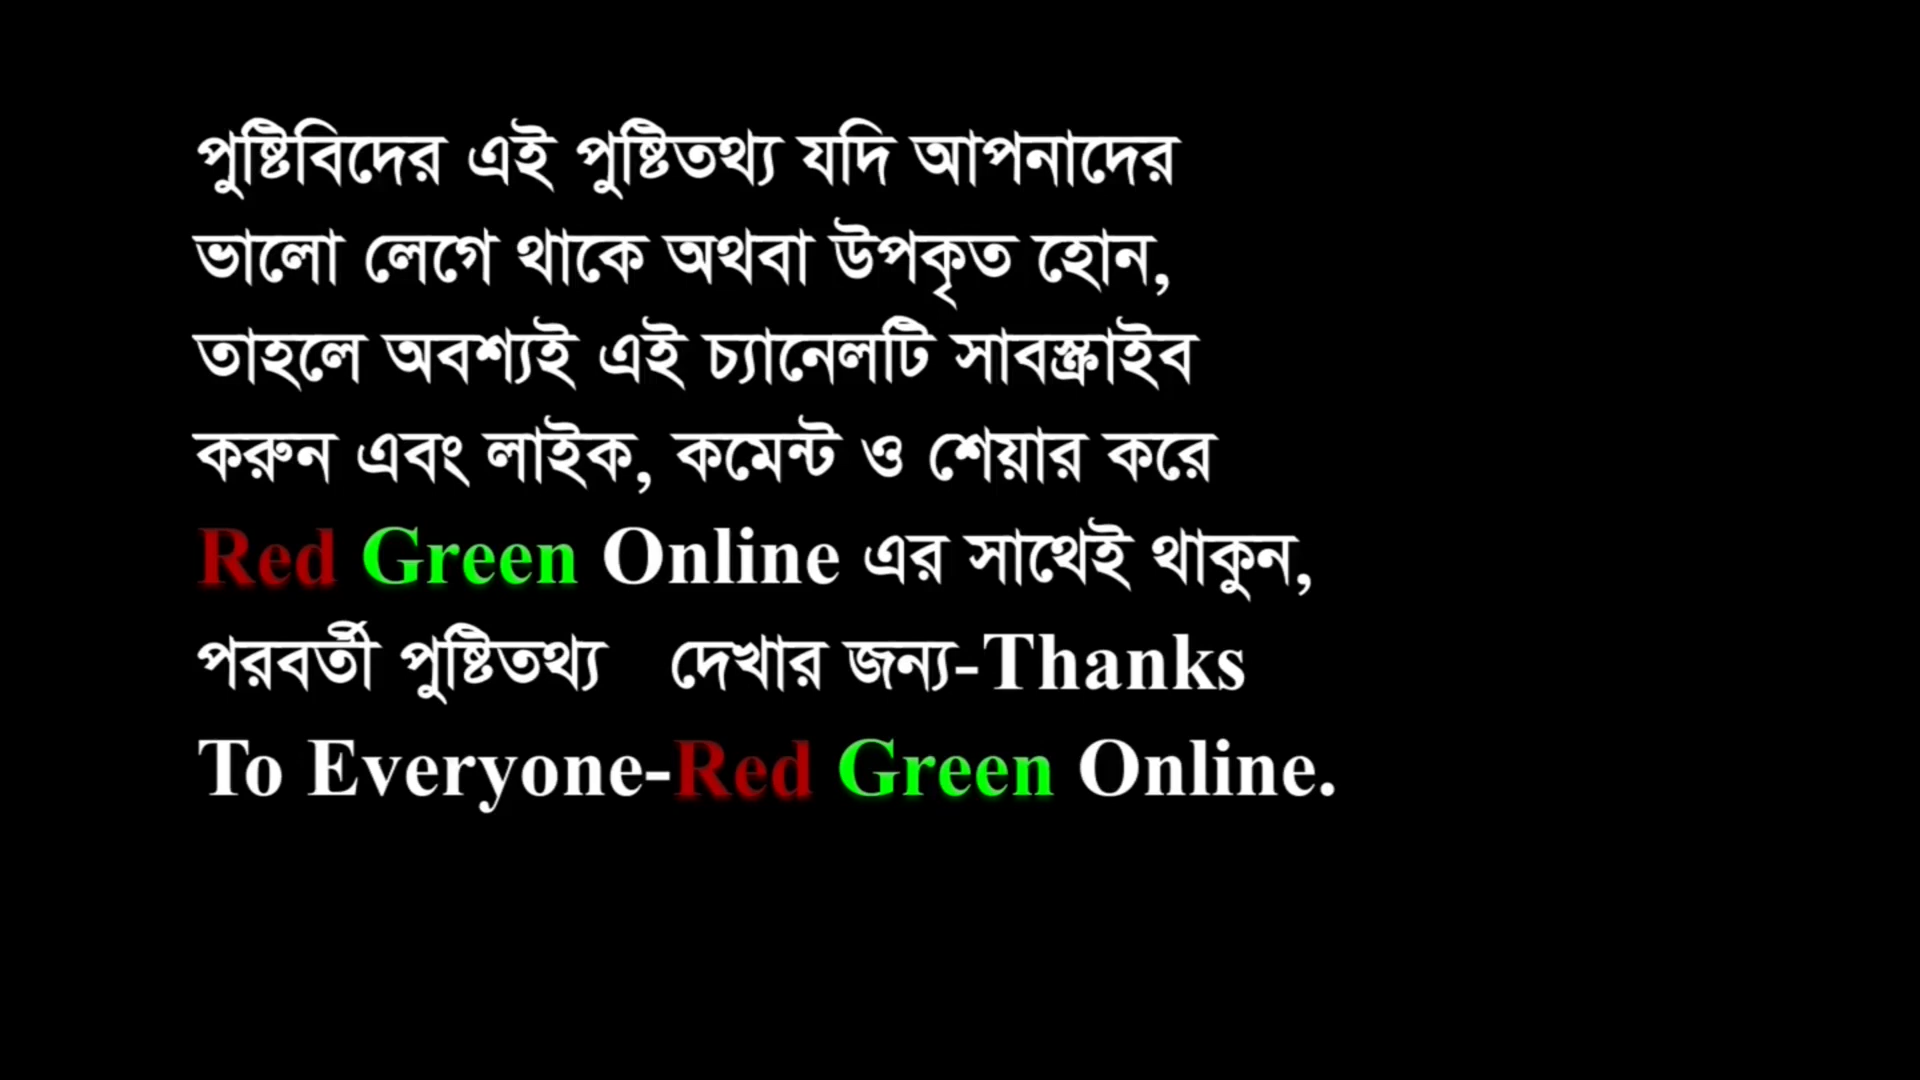 পুষ্টিবিদের এই পুষ্টিতথ্য যদি আপনাদের
ভালো লেগে থাকে অথবা উপকৃত হোন,
তাহলে অবশ্যই এই চ্যানেলটি সাবস্ক্রাইব
করুন এবং লাইক, কমেন্ট ও শেয়ার করে
Red Green Online এর সাথেই থাকুন,
পরবর্তী পুষ্টিতথ্য   দেখার জন্য-Thanks
To Everyone-Red Green Online.